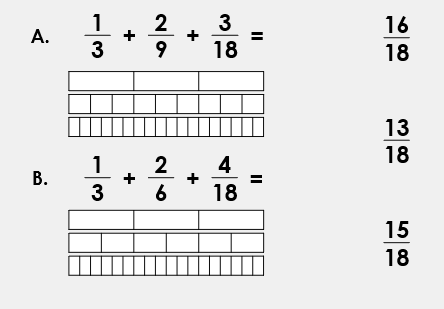 A. 1/3 + 2/9 + 3/18 =
16/18
13/18
B. 1/3 + 2/6 + 4/18 =
15/18